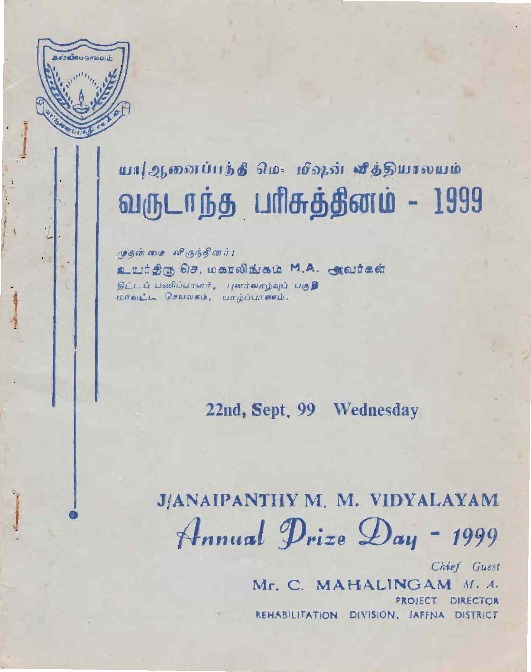 யா/ஆனைப்பந்தி மெ- மிஷன் வித்தியாலயம்
வருடாந்த பரிசுத்தினம் - 1999
முதன்மை விருந்தினர்:
உயர்திரு செ. மகாலிங்கம் M.A. அவர்கள்
திட்டப் பணிப்பாளர், புனர்வாழ்வுப் பகுதி
மாவட்ட செயலகம், யாழ்ப்பாணம்.
22nd, Sept. 99 Wednesday
J/ANAIPANTHY M. M. VIDYALAYAM
Annual Prize Day - 1999
Chief Guest
Mr. C. MAHALINGAM M. A.
PROJECT DIRECTOR
REHABILITATION DIVISION, JAFFNA DISTRICT